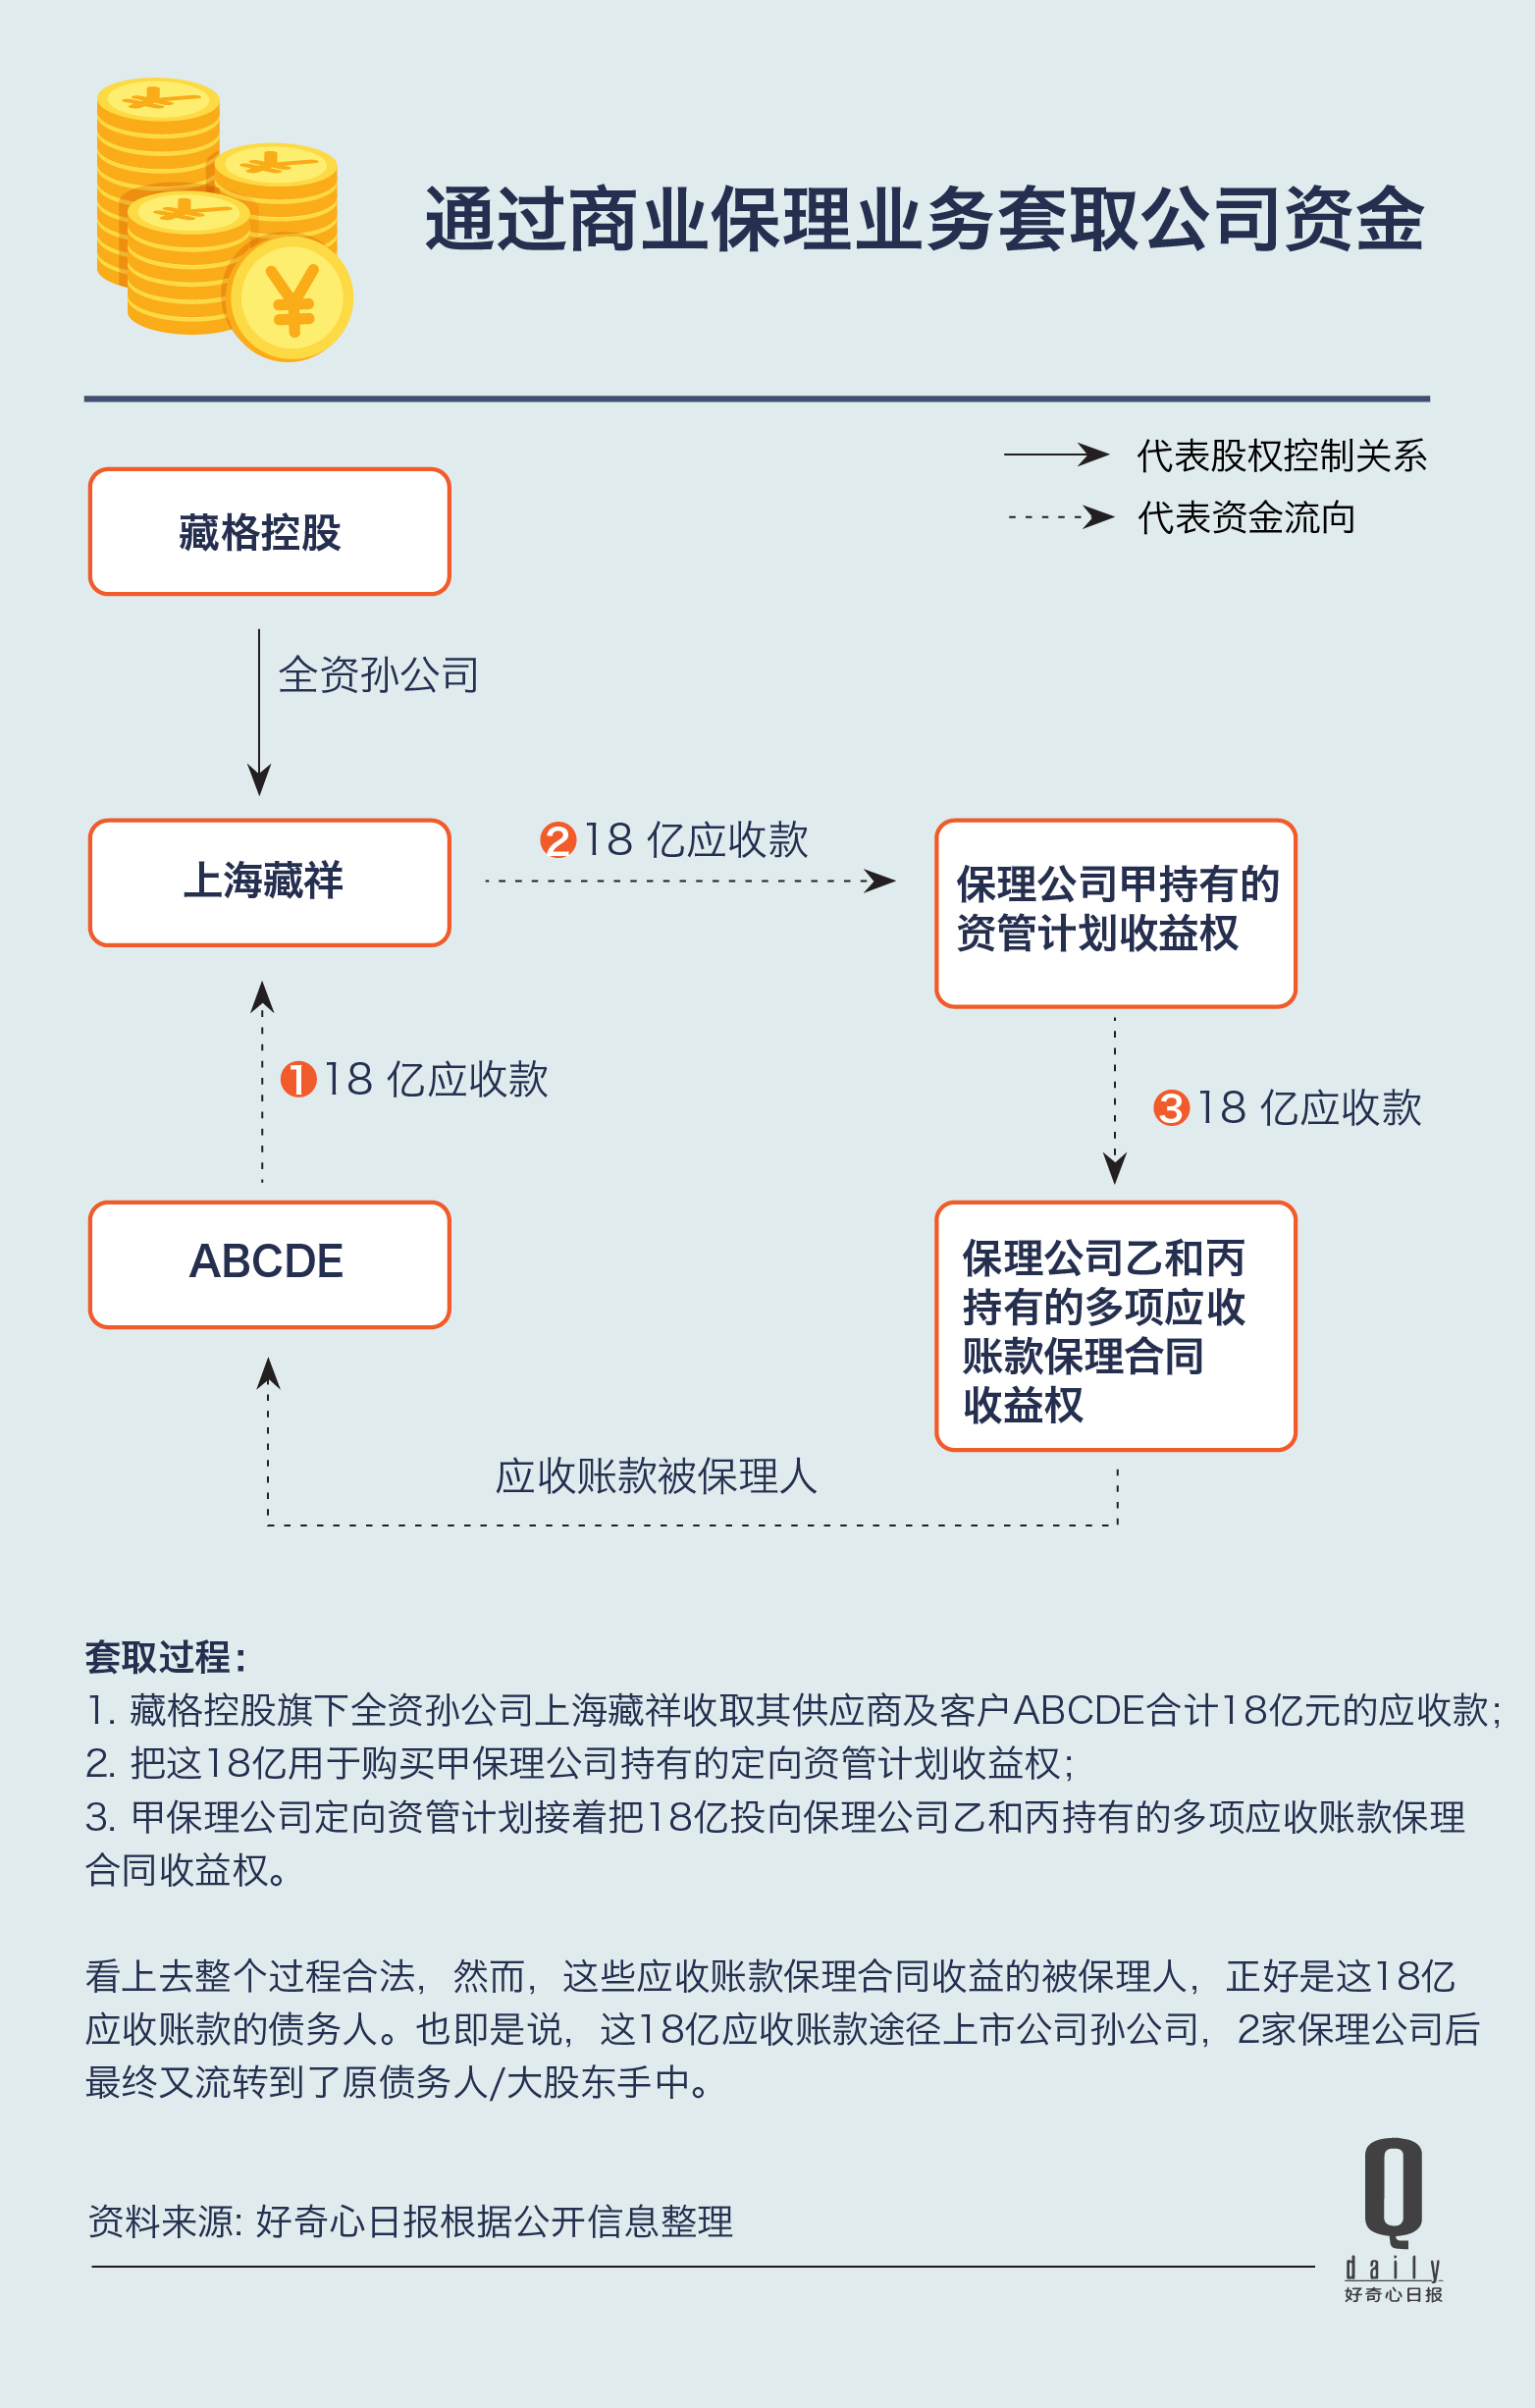 通过商业保理业务套取公司资金
代表股权控制关系
代表资金流向
藏格控股
全资孙公司
上海藏祥
❷18 亿应收款
保理公司甲持有的
资管计划收益权
❶18 亿应收款
❸18 亿应收款
ABCDE
保理公司乙和丙
持有的多项应收
账款保理合同
收益权
应收账款被保理人
套取过程：
1. 藏格控股旗下全资孙公司上海藏祥收取其供应商及客户ABCDE合计18亿元的应收款；
2. 把这18亿用于购买甲保理公司持有的定向资管计划收益权；
3. 甲保理公司定向资管计划接着把18亿投向保理公司乙和丙持有的多项应收账款保理
合同收益权。
看上去整个过程合法，然而，这些应收账款保理合同收益的被保理人，正好是这18亿
应收账款的债务人。也即是说，这18亿应收账款途径上市公司孙公司，2家保理公司后
最终又流转到了原债务人/大股东手中。
资料来源: 好奇心日报根据公开信息整理
Q
daily
好奇心日报